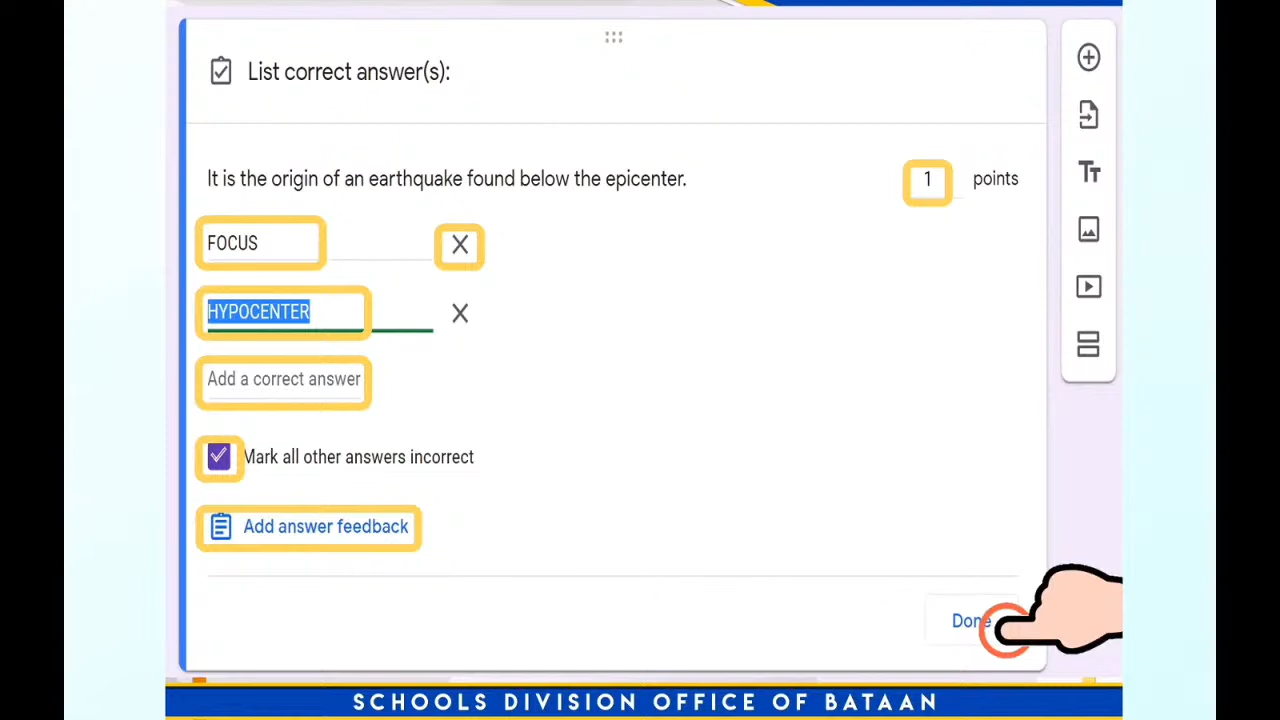 List correct answer(s):
It is the origin of an earthquake found below the epicenter.
1 points
FOCUS
HYPOCENTER
Add a correct answer
Mark all other answers incorrect
Add answer feedback
Done
SCHOOLS DIVISION OFFICE OF BATAAN